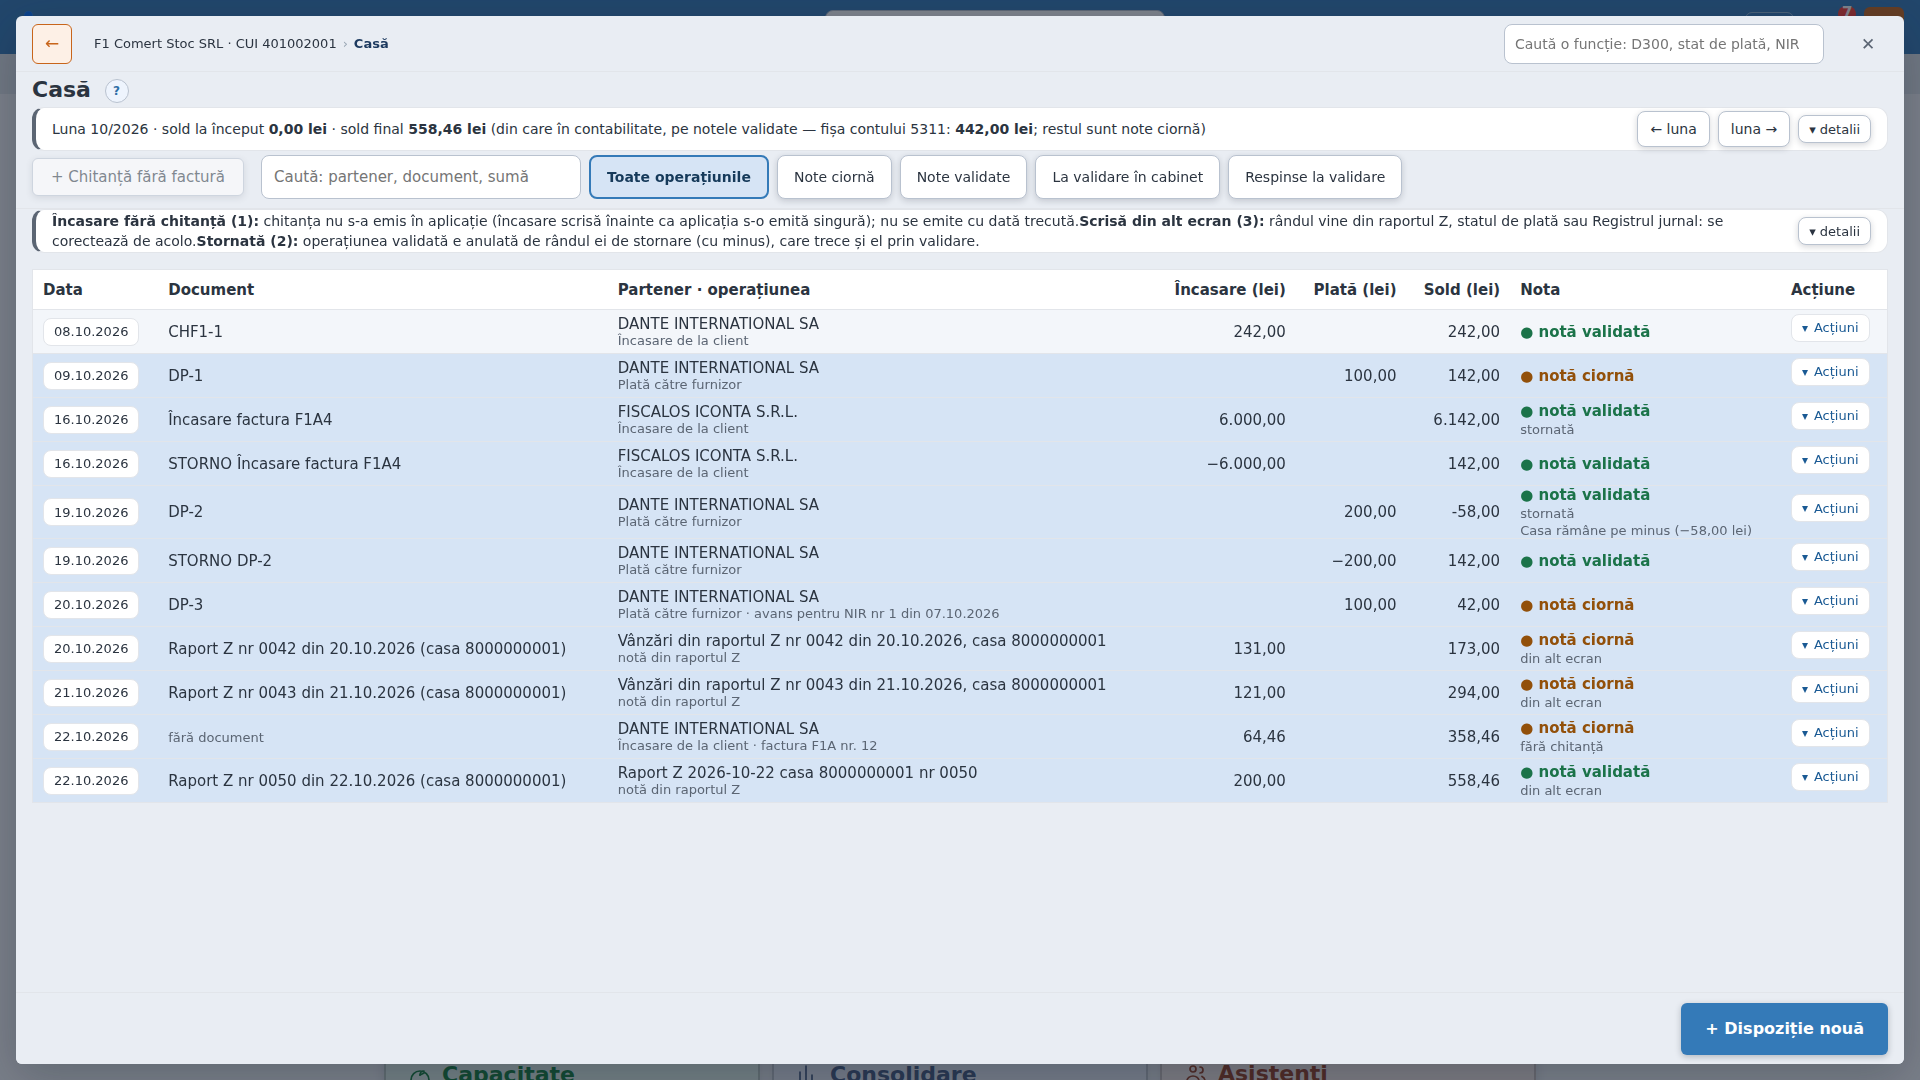 7
←
F1 Comert Stoc SRL · CUI 401002001 › Casă
Caută o funcție: D300, stat de plată, NIR
✕
Casă ?
Luna 10/2026 · sold la început 0,00 lei · sold final 558,46 lei (din care în contabilitate, pe notele validate — fișa contului 5311: 442,00 lei; restul sunt note ciornă)
← luna
luna →
▾ detalii
+ Chitanță fără factură
Caută: partener, document, sumă
Toate operațiunile
Note ciornă
Note validate
La validare în cabinet
Respinse la validare
Încasare fără chitanță (1): chitanța nu s-a emis în aplicație (încasare scrisă înainte ca aplicația s-o emită singură); nu se emite cu dată trecută.Scrisă din alt ecran (3): rândul vine din raportul Z, statul de plată sau Registrul jurnal: se
corectează de acolo.Stornată (2): operațiunea validată e anulată de rândul ei de stornare (cu minus), care trece și el prin validare.
▾ detalii
Data Document Partener · operațiunea Încasare (lei) Plată (lei) Sold (lei) Nota Acțiune
08.10.2026 CHF1-1 DANTE INTERNATIONAL SA 242,00 242,00 ● notă validată ▾ Acțiuni
Încasare de la client
09.10.2026 DP-1 DANTE INTERNATIONAL SA 100,00 142,00 ● notă ciornă ▾ Acțiuni
Plată către furnizor
16.10.2026 Încasare factura F1A4 FISCALOS ICONTA S.R.L. 6.000,00 6.142,00 ● notă validată ▾ Acțiuni
Încasare de la client stornată
16.10.2026 STORNO Încasare factura F1A4 FISCALOS ICONTA S.R.L. −6.000,00 142,00 ● notă validată ▾ Acțiuni
Încasare de la client
19.10.2026 DP-2 DANTE INTERNATIONAL SA 200,00 -58,00 ● notă validată ▾ Acțiuni
Plată către furnizor stornată
Casa rămâne pe minus (−58,00 lei)
19.10.2026 STORNO DP-2 DANTE INTERNATIONAL SA −200,00 142,00 ● notă validată ▾ Acțiuni
Plată către furnizor
20.10.2026 DP-3 DANTE INTERNATIONAL SA 100,00 42,00 ● notă ciornă ▾ Acțiuni
Plată către furnizor · avans pentru NIR nr 1 din 07.10.2026
20.10.2026 Raport Z nr 0042 din 20.10.2026 (casa 8000000001) Vânzări din raportul Z nr 0042 din 20.10.2026, casa 8000000001 131,00 173,00 ● notă ciornă ▾ Acțiuni
notă din raportul Z din alt ecran
21.10.2026 Raport Z nr 0043 din 21.10.2026 (casa 8000000001) Vânzări din raportul Z nr 0043 din 21.10.2026, casa 8000000001 121,00 294,00 ● notă ciornă ▾ Acțiuni
notă din raportul Z din alt ecran
22.10.2026 fără document DANTE INTERNATIONAL SA 64,46 358,46 ● notă ciornă ▾ Acțiuni
Încasare de la client · factura F1A nr. 12 fără chitanță
22.10.2026 Raport Z nr 0050 din 22.10.2026 (casa 8000000001) Raport Z 2026-10-22 casa 8000000001 nr 0050 200,00 558,46 ● notă validată ▾ Acțiuni
notă din raportul Z din alt ecran
+ Dispoziție nouă
Capacitate
Consolidare
Asistenți